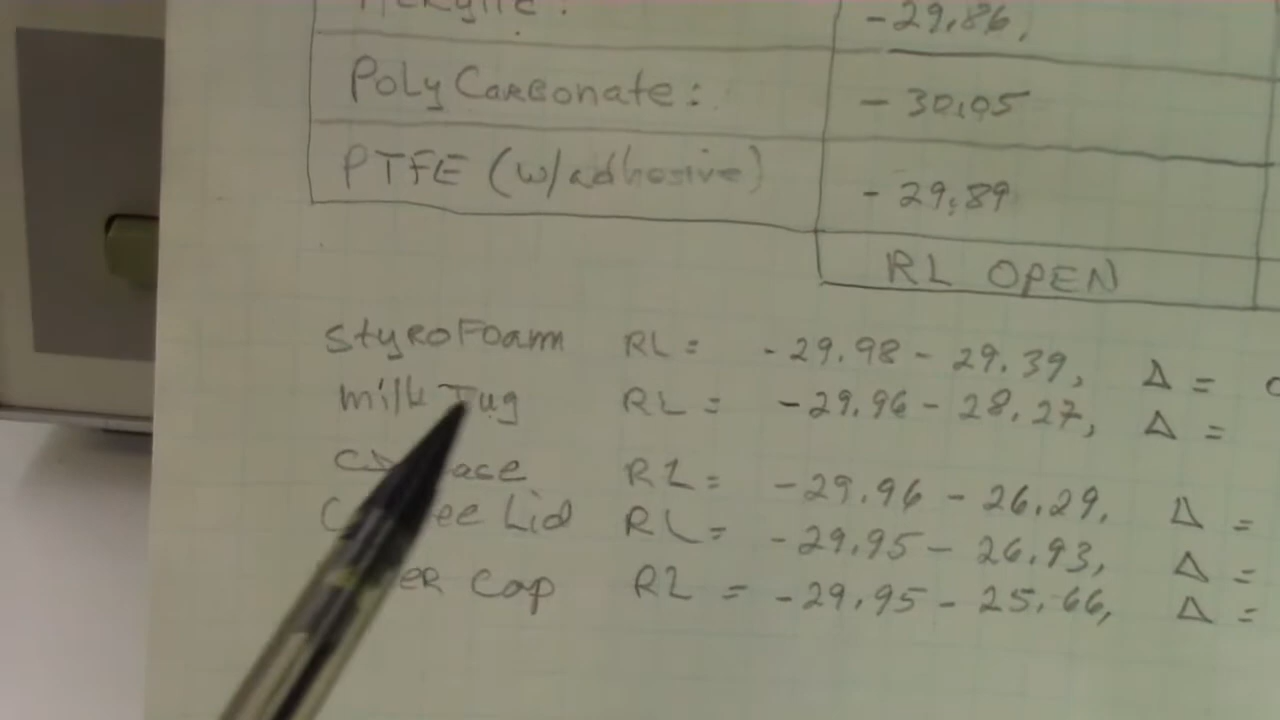 -29.86,
PolyCarbonate: -30.05
PTFE (w/adhesive) -29.89
RL OPEN
StyroFoam RL= -29.98 - 29.39, Δ =
milk Jug RL= -29.96 - 28.27, Δ =
RL= -29.96 - 26.29, Δ =
Lid RL= -29.95 - 26.93, Δ =
Cap RL = -29.95 - 25.66, Δ =